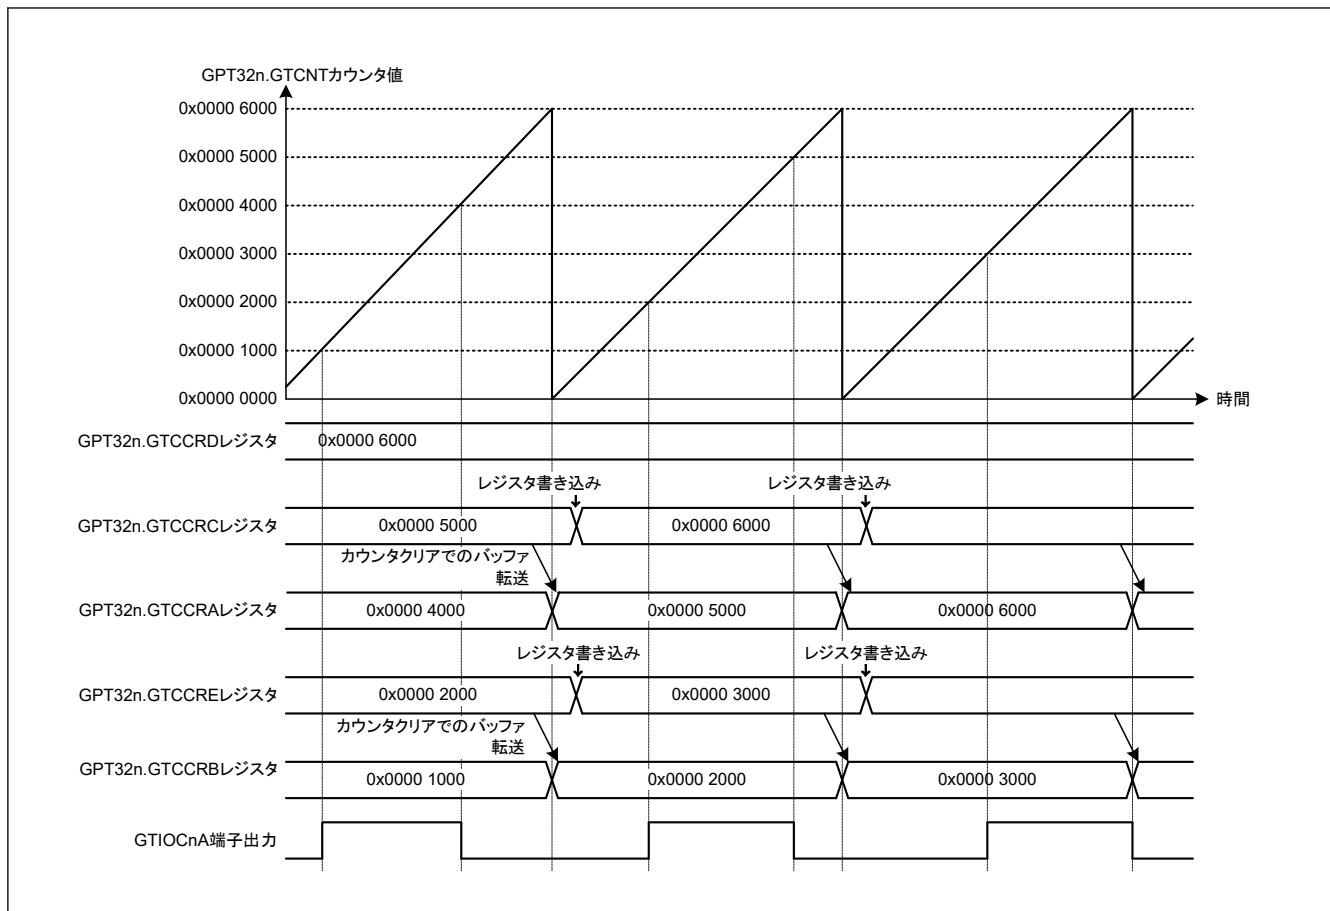 GPT32n.GTCNTカウンタ値
0x0000 6000
0x0000 5000
0x0000 4000
0x0000 3000
0x0000 2000
0x0000 1000
0x0000 0000
時間
GPT32n.GTCCRDレジスタ
0x0000 6000
レジスタ書き込み
レジスタ書き込み
GPT32n.GTCCRCレジスタ
0x0000 5000
0x0000 6000
カウンタクリアでのバッファ
転送
GPT32n.GTCCRAレジスタ
0x0000 4000
0x0000 5000
0x0000 6000
レジスタ書き込み
レジスタ書き込み
GPT32n.GTCCREレジスタ
0x0000 2000
0x0000 3000
カウンタクリアでのバッファ
転送
GPT32n.GTCCRBレジスタ
0x0000 1000
0x0000 2000
0x0000 3000
GTIOCnA端子出力